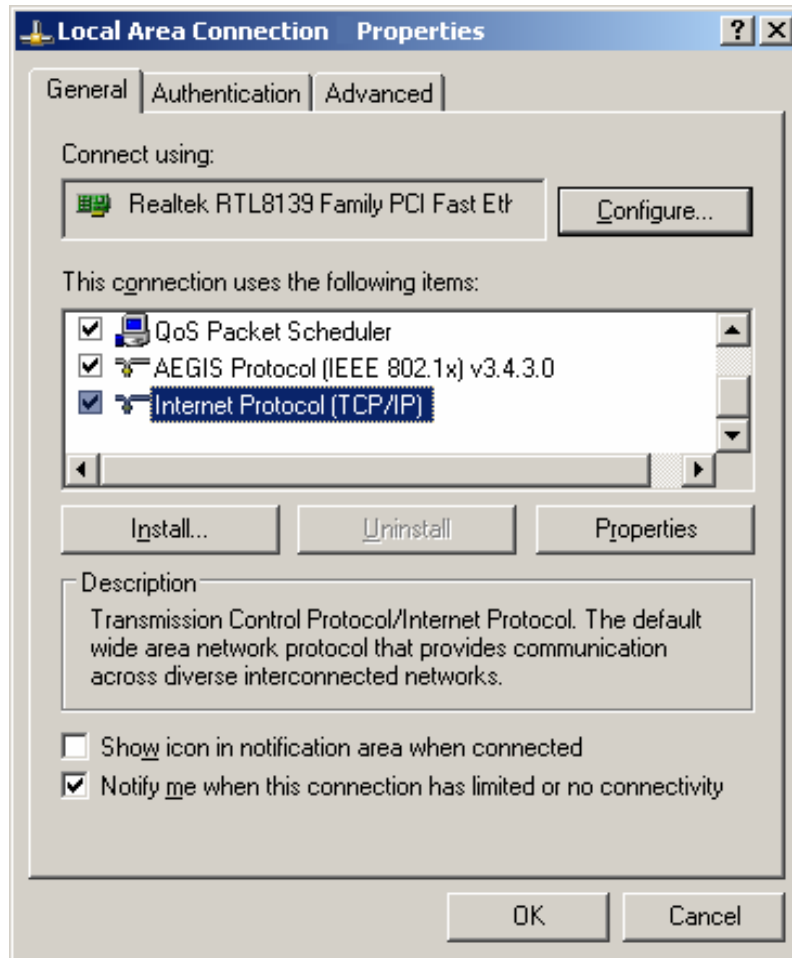 Local Area Connection Properties
General Authentication Advanced
Connect using:
Realtek RTL8139 Family PCI Fast Eth Configure...
This connection uses the following items:
QoS Packet Scheduler
AEGIS Protocol (IEEE 802.1x) v3.4.3.0
Internet Protocol (TCP/IP)
Install... Uninstall Properties
Description
Transmission Control Protocol/Internet Protocol. The default
wide area network protocol that provides communication
across diverse interconnected networks.
Show icon in notification area when connected
Notify me when this connection has limited or no connectivity
OK Cancel